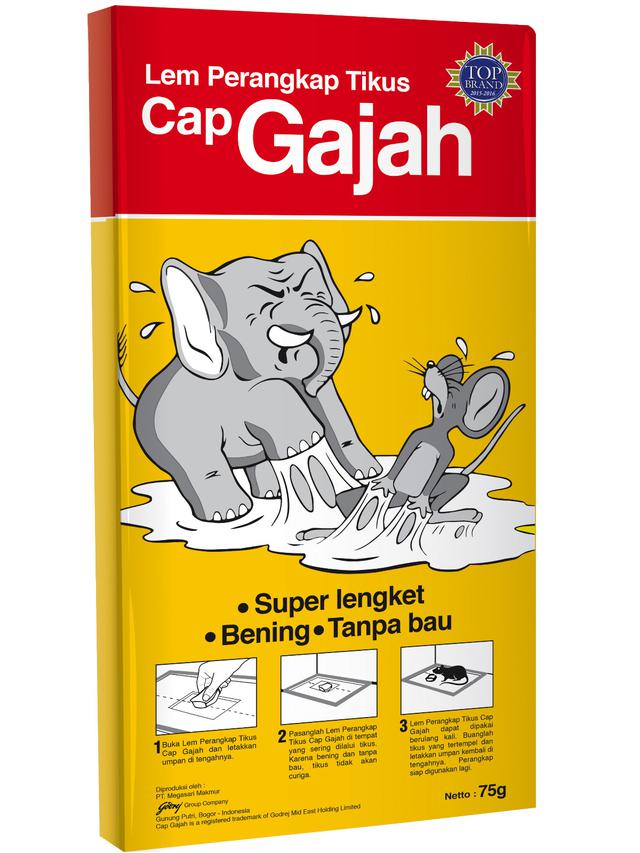 Lem Perangkap Tikus
TOP
BRAND
2015-2016
Cap Gajah
• Super lengket
• Bening • Tanpa bau
1 Buka Lem Perangkap Tikus
Cap Gajah dan letakkan
umpan di tengahnya.
2 Pasanglah Lem Perangkap
Tikus Cap Gajah di tempat
yang sering dilalui tikus.
Karena bening dan tanpa
bau, tikus tidak akan
curiga.
3 Lem Perangkap Tikus Cap
Gajah dapat dipakai
berulang kali. Buanglah
tikus yang tertempel dan
letakkan umpan kembali di
tengahnya. Perangkap
siap digunakan lagi.
Diproduksi oleh :
PT. Megasari Makmur
Godrej Group Company
Gunung Putri, Bogor - Indonesia
Cap Gajah is a registered trademark of Godrej Mid East Holding Limited
Netto : 75g